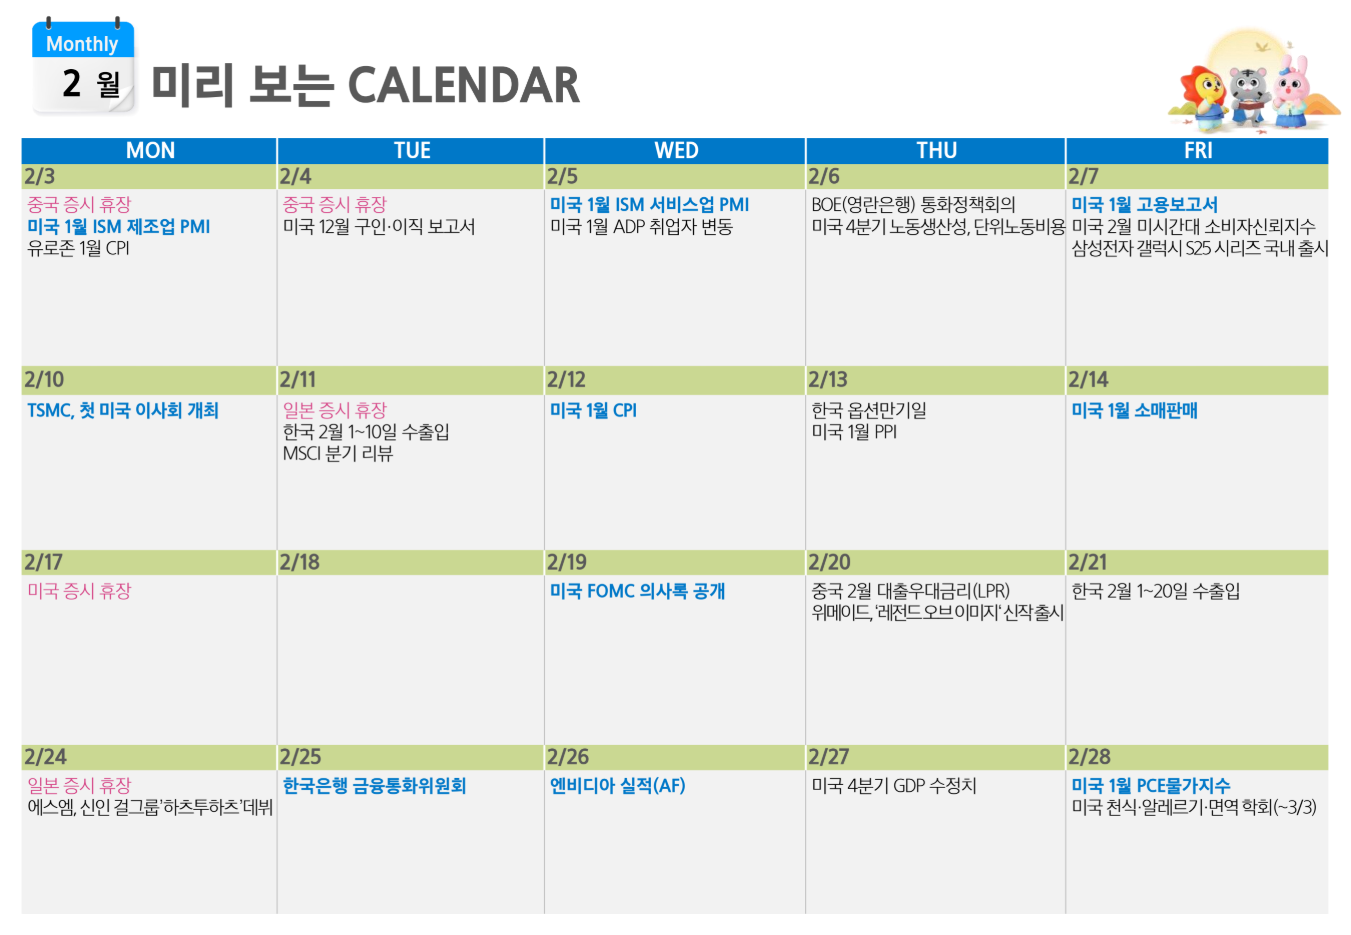 Monthly
2 월
미리 보는 CALENDAR
MON TUE WED THU FRI
2/3 2/4 2/5 2/6 2/7
중국 증시 휴장
미국 1월 ISM 제조업 PMI
유로존 1월 CPI
중국 증시 휴장
미국 12월 구인·이직 보고서
미국 1월 ISM 서비스업 PMI
미국 1월 ADP 취업자 변동
BOE(영란은행) 통화정책회의
미국 4분기 노동생산성, 단위노동비용
미국 1월 고용보고서
미국 2월 미시간대 소비자신뢰지수
삼성전자 갤럭시 S25 시리즈 국내 출시
2/10 2/11 2/12 2/13 2/14
TSMC, 첫 미국 이사회 개최
일본 증시 휴장
한국 2월 1~10일 수출입
MSCI 분기 리뷰
미국 1월 CPI
한국 옵션만기일
미국 1월 PPI
미국 1월 소매판매
2/17 2/18 2/19 2/20 2/21
미국 증시 휴장
미국 FOMC 의사록 공개
중국 2월 대출우대금리(LPR)
위메이드, '레전드 오브 이미지' 신작 출시
한국 2월 1~20일 수출입
2/24 2/25 2/26 2/27 2/28
일본 증시 휴장
에스엠, 신인 걸그룹'하츠투하츠'데뷔
한국은행 금융통화위원회
엔비디아 실적(AF)
미국 4분기 GDP 수정치
미국 1월 PCE물가지수
미국 천식·알레르기·면역 학회(~3/3)